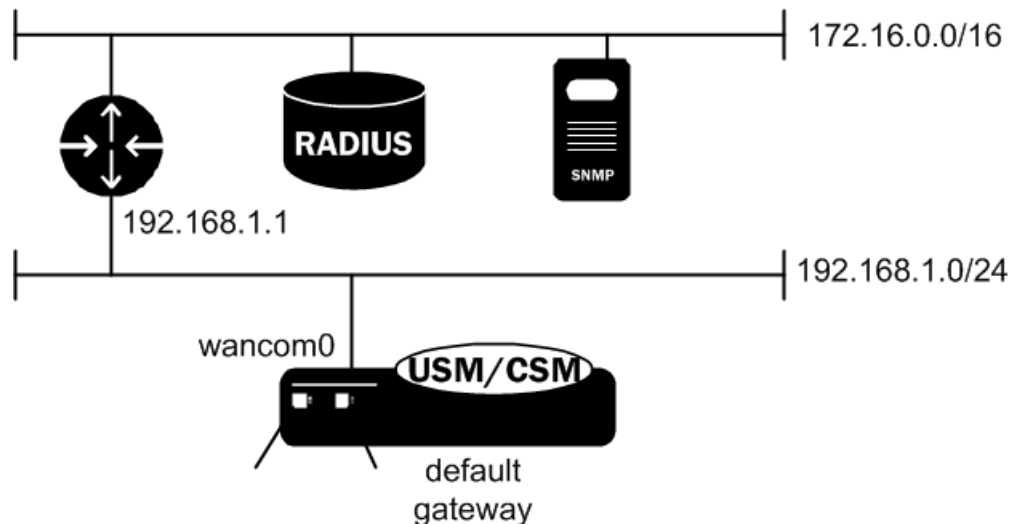 172.16.0.0/16
RADIUS
SNMP
192.168.1.1
192.168.1.0/24
wancom0
USM/CSM
default
gateway